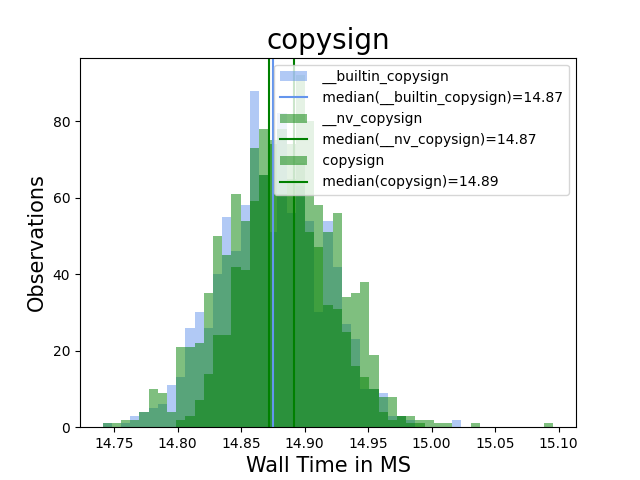 copysign
__builtin_copysign
median(__builtin_copysign)=14.87
__nv_copysign
median(__nv_copysign)=14.87
copysign
median(copysign)=14.89
Observations
80
60
40
20
0
14.75 14.80 14.85 14.90 14.95 15.00 15.05 15.10
Wall Time in MS